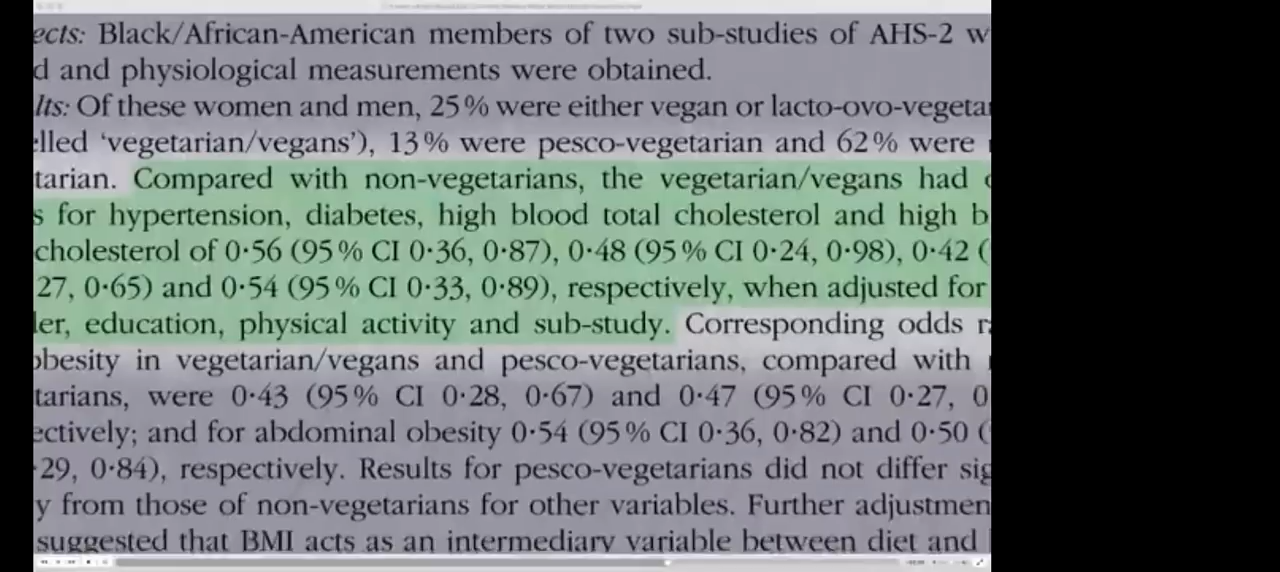 ects: Black/African-American members of two sub-studies of AHS-2 w
d and physiological measurements were obtained.
lts: Of these women and men, 25 % were either vegan or lacto-ovo-vegeta
elled ‘vegetarian/vegans’), 13 % were pesco-vegetarian and 62 % were
tarian. Compared with non-vegetarians, the vegetarian/vegans had
s for hypertension, diabetes, high blood total cholesterol and high b
cholesterol of 0·56 (95 % CI 0·36, 0·87), 0·48 (95 % CI 0·24, 0·98), 0·42 (
27, 0·65) and 0·54 (95 % CI 0·33, 0·89), respectively, when adjusted for
er, education, physical activity and sub-study. Corresponding odds r
obesity in vegetarian/vegans and pesco-vegetarians, compared with
tarians, were 0·43 (95 % CI 0·28, 0·67) and 0·47 (95 % CI 0·27, 0
ectively; and for abdominal obesity 0·54 (95 % CI 0·36, 0·82) and 0·50 (
·29, 0·84), respectively. Results for pesco-vegetarians did not differ sig
y from those of non-vegetarians for other variables. Further adjustmen
suggested that BMI acts as an intermediary variable between diet and